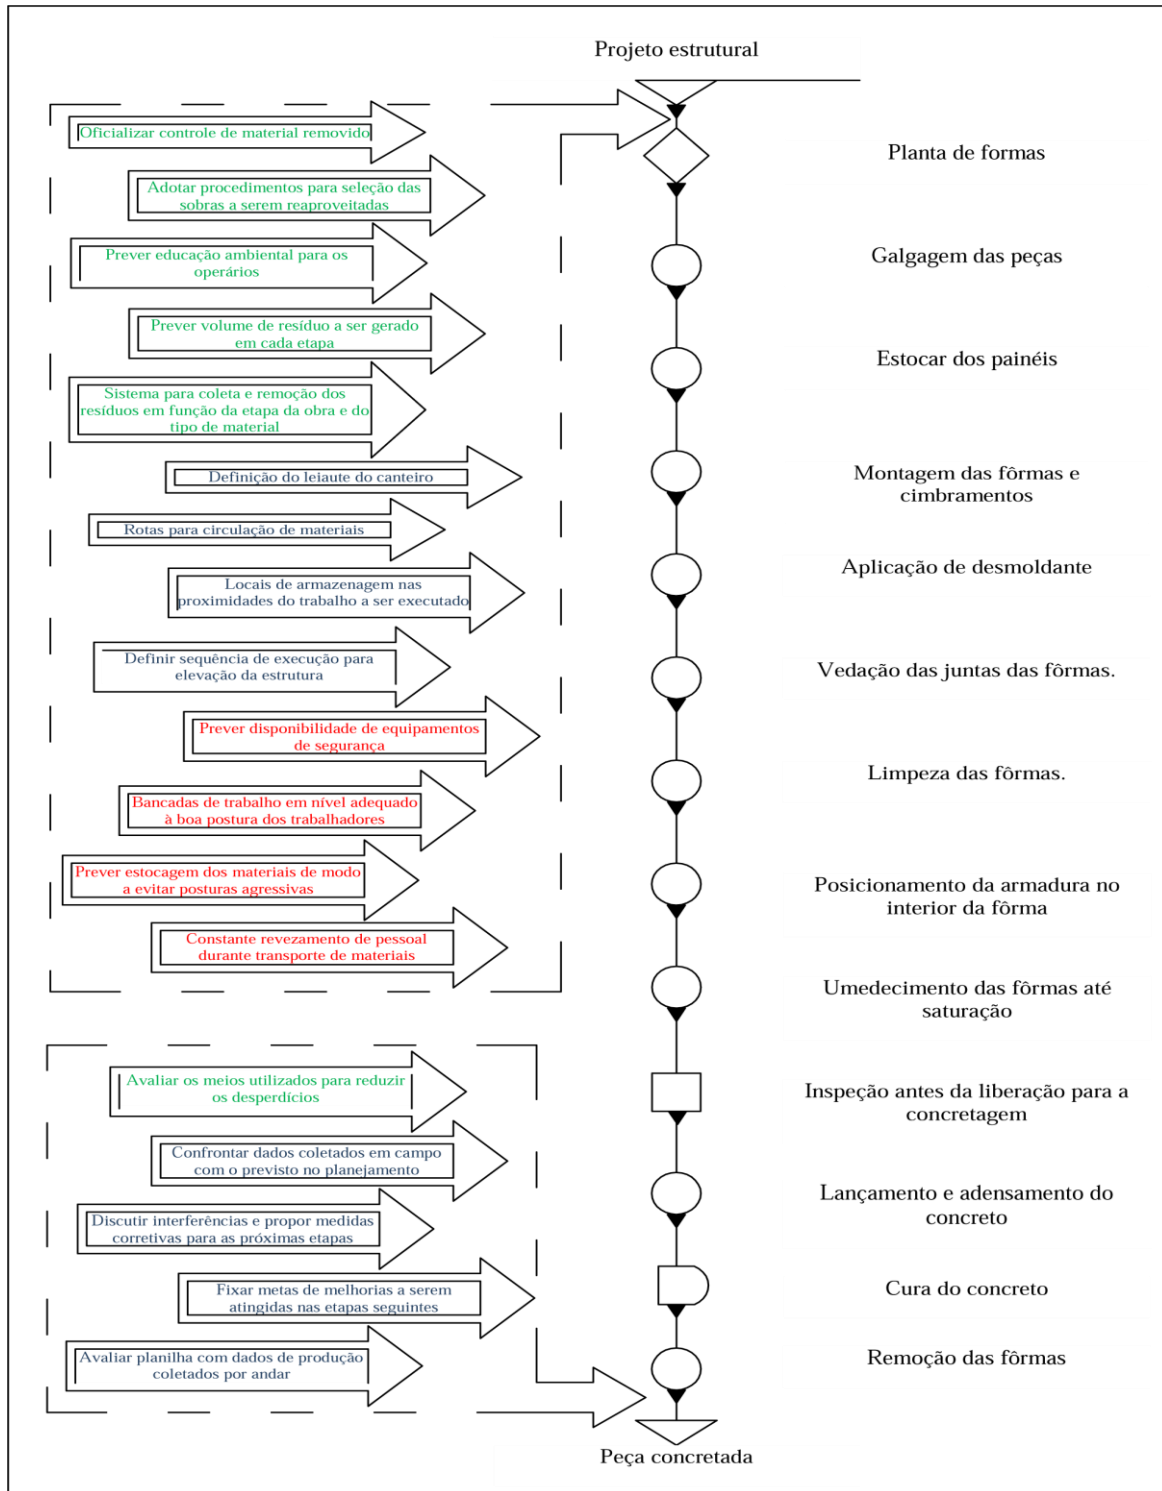 Projeto estrutural
Oficializar controle de material removido
Adotar procedimentos para seleção das
sobras a serem reaproveitadas
Prever educação ambiental para os
operários
Prever volume de resíduo a ser gerado
em cada etapa
Sistema para coleta e remoção dos
resíduos em função da etapa da obra e do
tipo de material
Definição do leiaute do canteiro
Rotas para circulação de materiais
Locais de armazenagem nas
proximidades do trabalho a ser executado
Definir sequência de execução para
elevação da estrutura
Prever disponibilidade de equipamentos
de segurança
Bancadas de trabalho em nível adequado
à boa postura dos trabalhadores
Prever estocagem dos materiais de modo
a evitar posturas agressivas
Constante revezamento de pessoal
durante transporte de materiais
Avaliar os meios utilizados para reduzir
os desperdícios
Confrontar dados coletados em campo
com o previsto no planejamento
Discutir interferências e propor medidas
corretivas para as próximas etapas
Fixar metas de melhorias a serem
atingidas nas etapas seguintes
Avaliar planilha com dados de produção
coletados por andar
Planta de formas
Galgagem das peças
Estocar dos painéis
Montagem das fôrmas e
cimbramentos
Aplicação de desmoldante
Vedação das juntas das fôrmas.
Limpeza das fôrmas.
Posicionamento da armadura no
interior da fôrma
Umedecimento das fôrmas até
saturação
Inspeção antes da liberação para a
concretagem
Lançamento e adensamento do
concreto
Cura do concreto
Remoção das fôrmas
Peça concretada